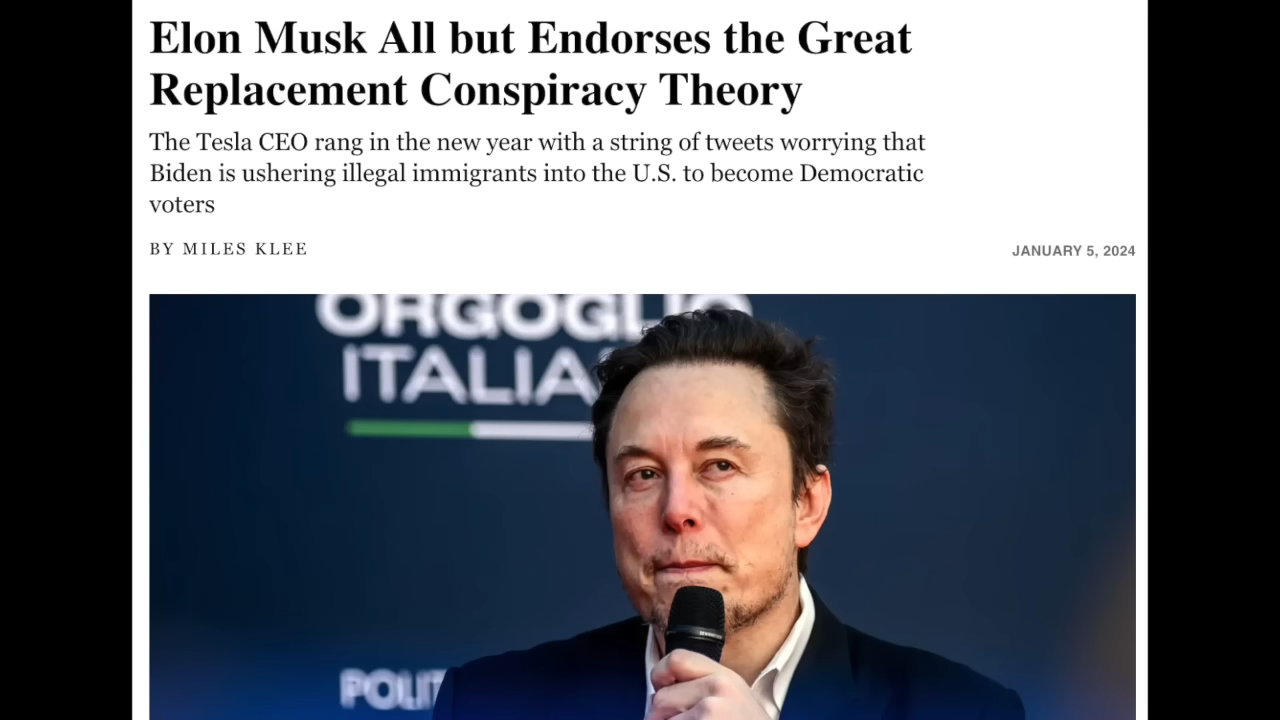 Elon Musk All but Endorses the Great
Replacement Conspiracy Theory
The Tesla CEO rang in the new year with a string of tweets worrying that
Biden is ushering illegal immigrants into the U.S. to become Democratic
voters
BY MILES KLEE
JANUARY 5, 2024
ORGOGLIO
ITALIA
POLIT